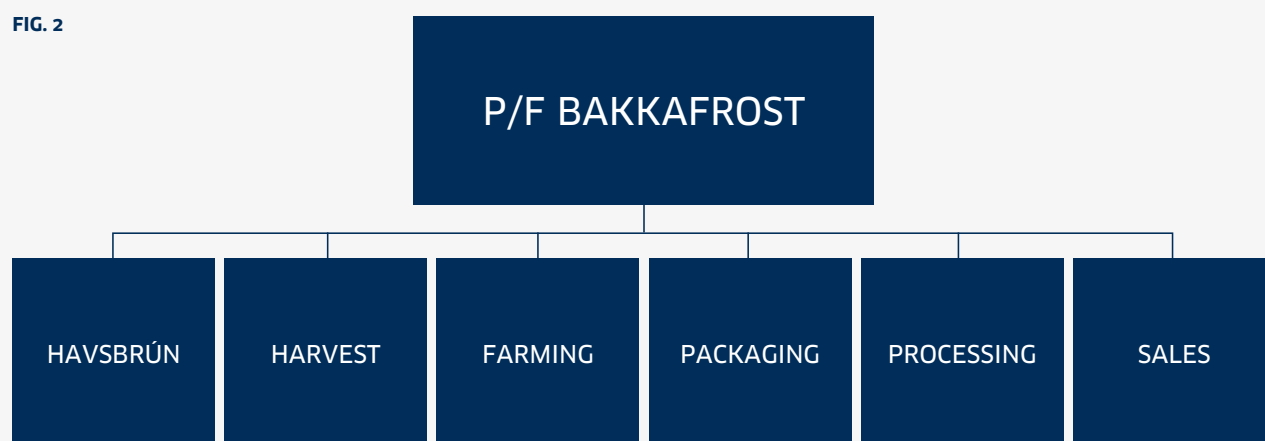 FIG. 2
P/F BAKKAFROST
HAVSBRÚN
HARVEST
FARMING
PACKAGING
PROCESSING
SALES